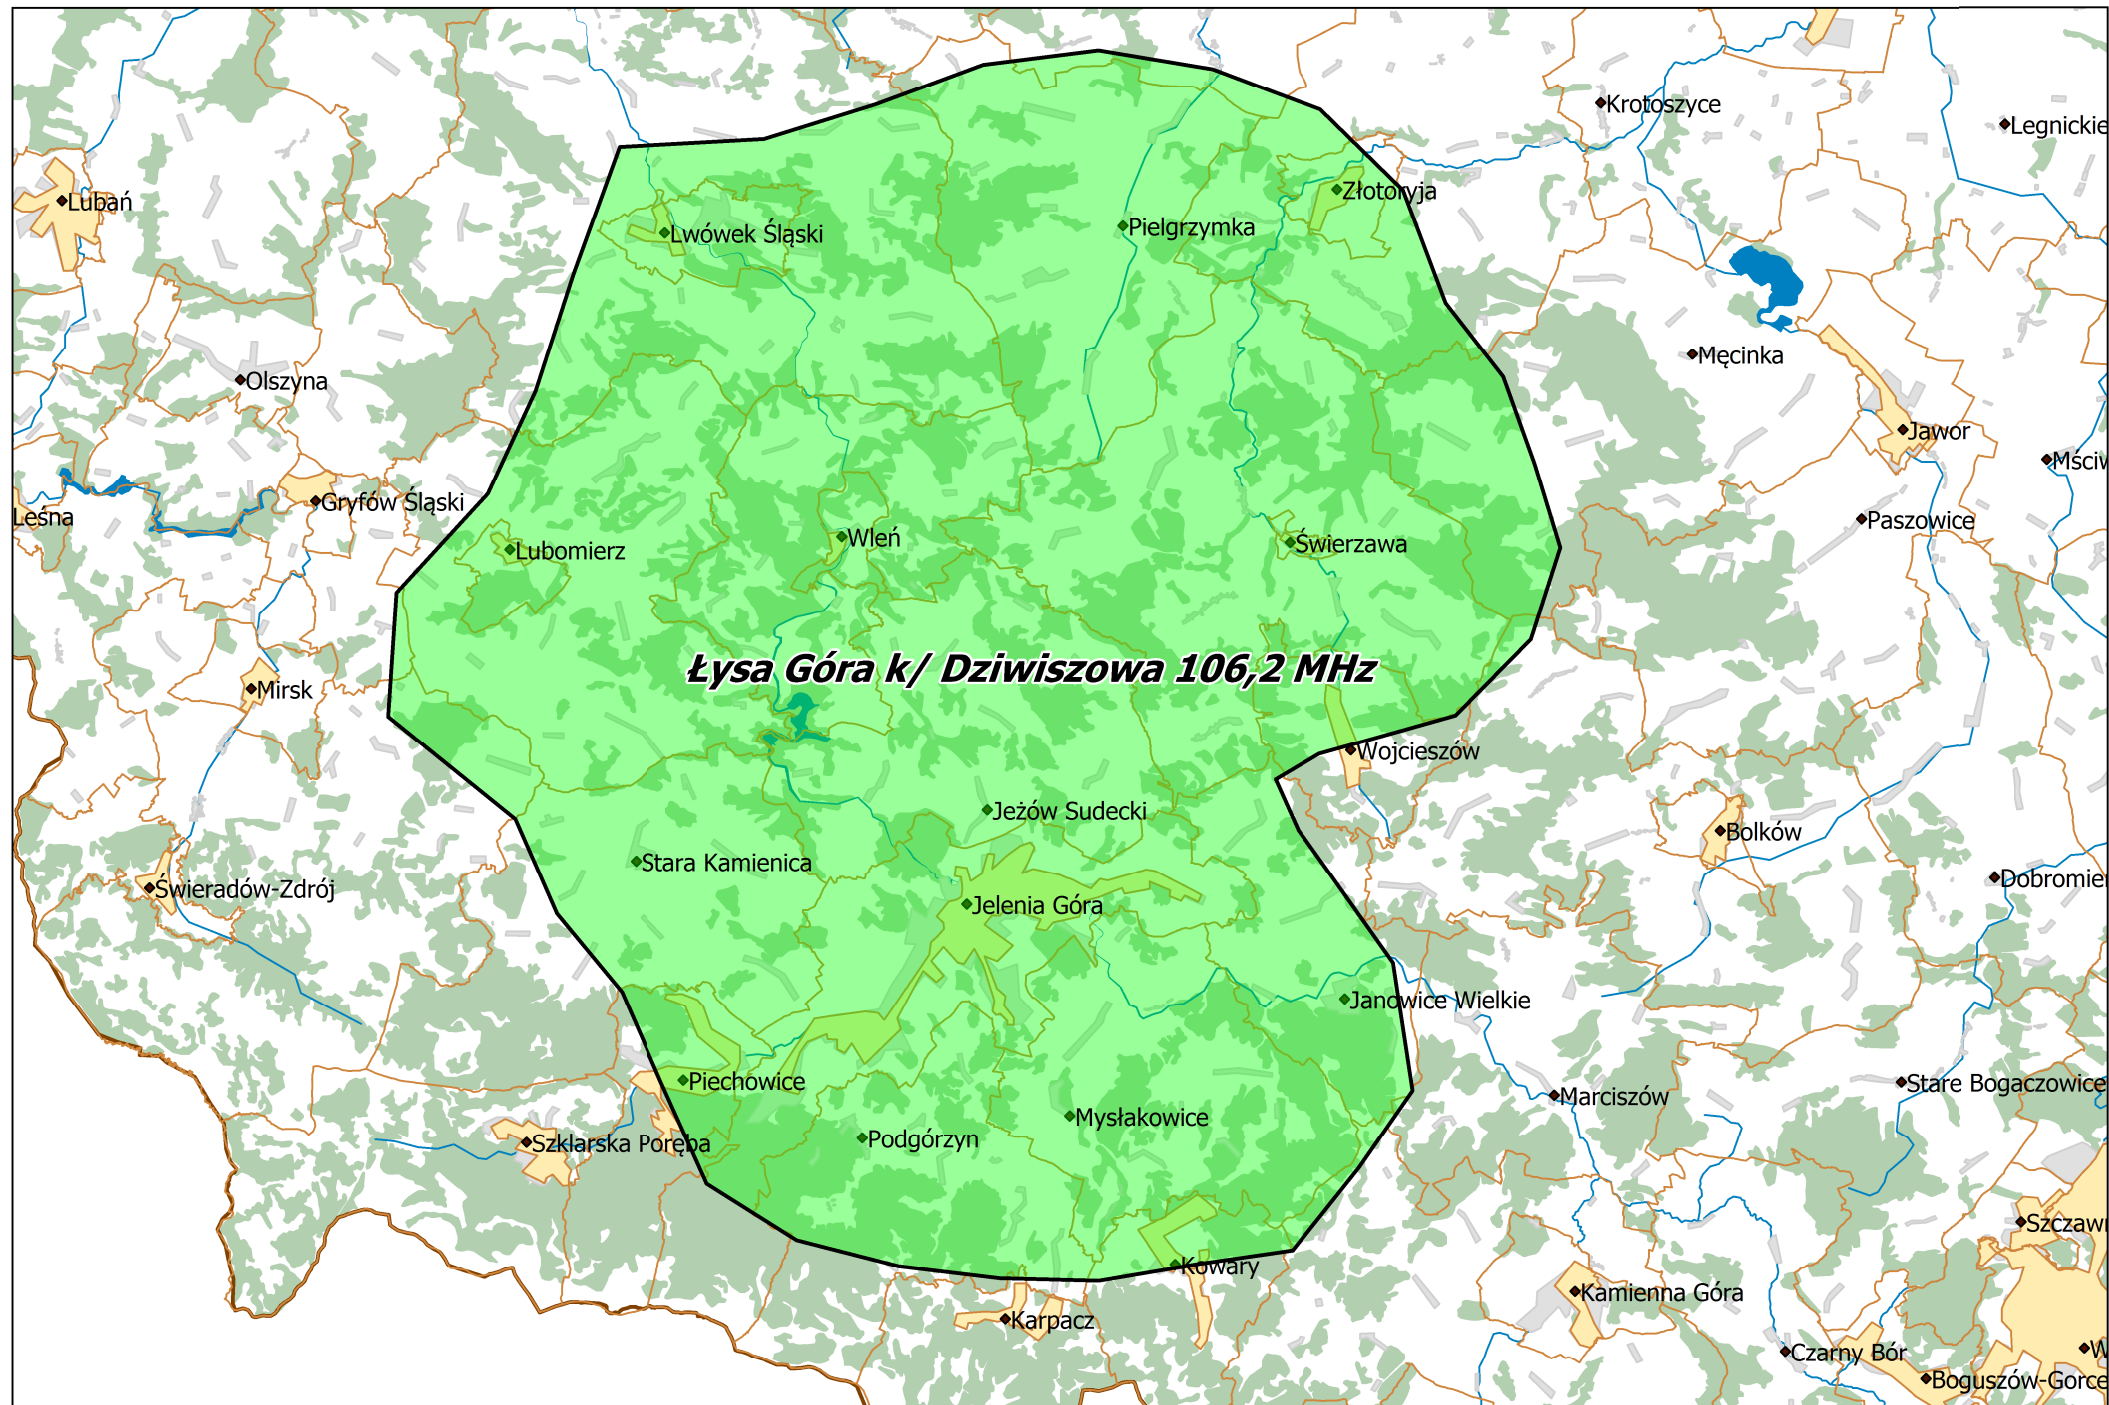 Krotoszyce
Legnickie
Lubań
Złotoryja
Lwówek Śląski
Pielgrzymka
Męcinka
Olszyna
Jawor
Mściw
Gryfów Śląski
Leśna
Paszowice
Lubomierz
Wleń
Świerzawa
Łysa Góra k/ Dziwiszowa 106,2 MHz
Mirsk
Wojcieszów
Jeżów Sudecki
Bolków
Stara Kamienica
Świeradów-Zdrój
Dobromier
Jelenia Góra
Janowice Wielkie
Piechowice
Stare Bogaczowice
Marciszów
Mysłakowice
Szklarska Poręba
Podgórzyn
Szczawn
Kowary
Kamienna Góra
Karpacz
Czarny Bór
W
Boguszów-Gorce